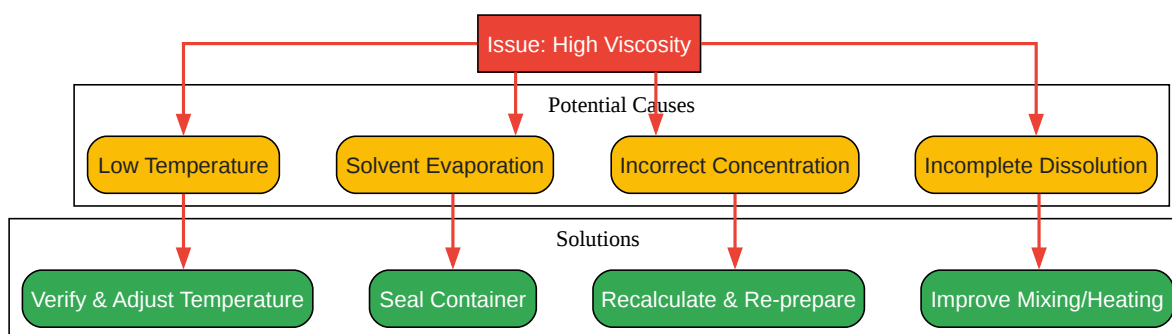 Issue: High Viscosity
Potential Causes
Low Temperature
Solvent Evaporation
Incorrect Concentration
Incomplete Dissolution
Solutions
Verify & Adjust Temperature
Seal Container
Recalculate & Re-prepare
Improve Mixing/Heating